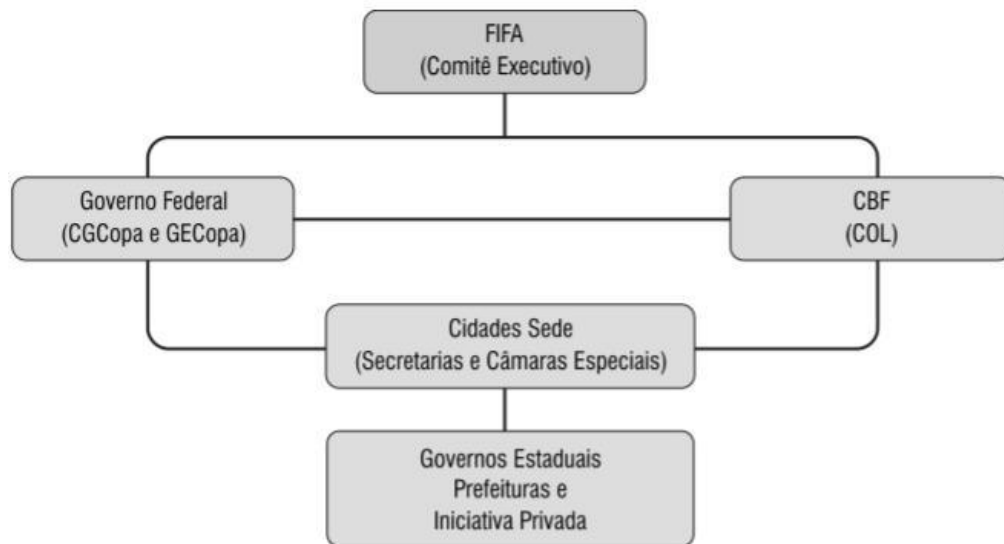 FIFA
(Comitê Executivo)
Governo Federal
(CGCopa e GECopa)
CBF
(COL)
Cidades Sede
(Secretarias e Câmaras Especiais)
Governos Estaduais
Prefeituras e
Iniciativa Privada